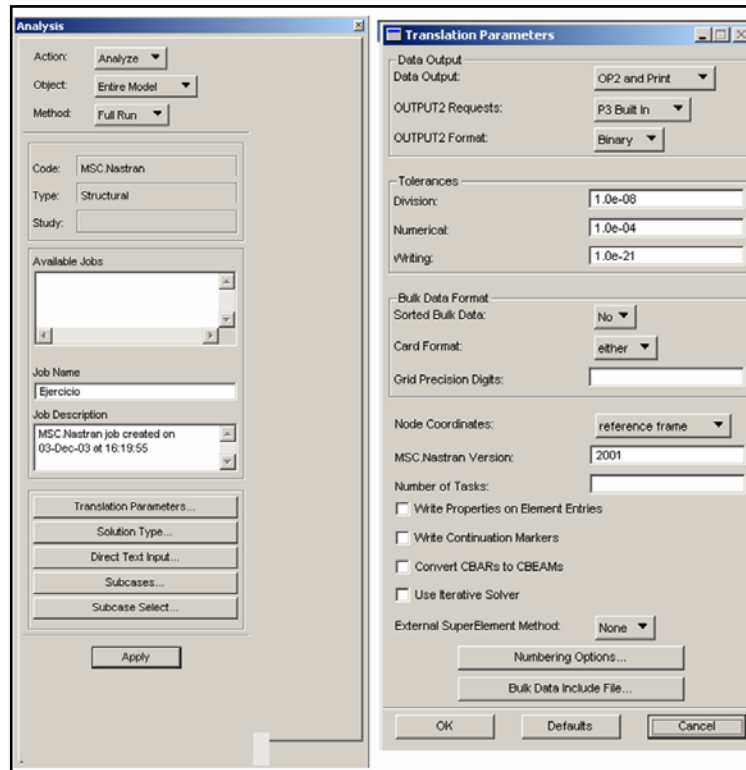 Analysis
Action: Analyze
Object: Entire Model
Method: Full Run
Code: MSC.Nastran
Type: Structural
Study:
Available Jobs
Job Name
Ejercicio
Job Description
MSC.Nastran job created on
03-Dec-03 at 16:19:55
Translation Parameters...
Solution Type...
Direct Text Input...
Subcases...
Subcase Select...
Apply
Translation Parameters
Data Output
Data Output: OP2 and Print
OUTPUT2 Requests: P3 Built In
OUTPUT2 Format: Binary
Tolerances
Division: 1.0e-08
Numerical: 1.0e-04
Writing: 1.0e-21
Bulk Data Format
Sorted Bulk Data: No
Card Format: either
Grid Precision Digits:
Node Coordinates: reference frame
MSC.Nastran Version: 2001
Number of Tasks:
Write Properties on Element Entries
Write Continuation Markers
Convert CBARs to CBEAMs
Use Iterative Solver
External SuperElement Method: None
Numbering Options...
Bulk Data Include File...
OK Defaults Cancel